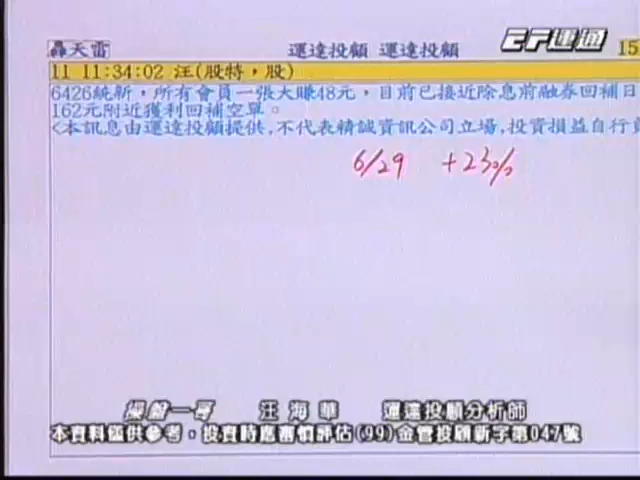 轟天雷 運達投顧 運達投顧 15
EF運通
11 11:34:02 汪(股特,股)
6426統新,所有會員一張大賺48元,目前已接近除息前融券回補日
162元附近獲利回補空單。
<本訊息由運達投顧提供,不代表精誠資訊公司立場,投資損益自行負
6/29 +23%
操盤一哥 汪海華 運達投顧分析師
本資料僅供參考,投資時應審慎評估(99)金管投顧新字第047號